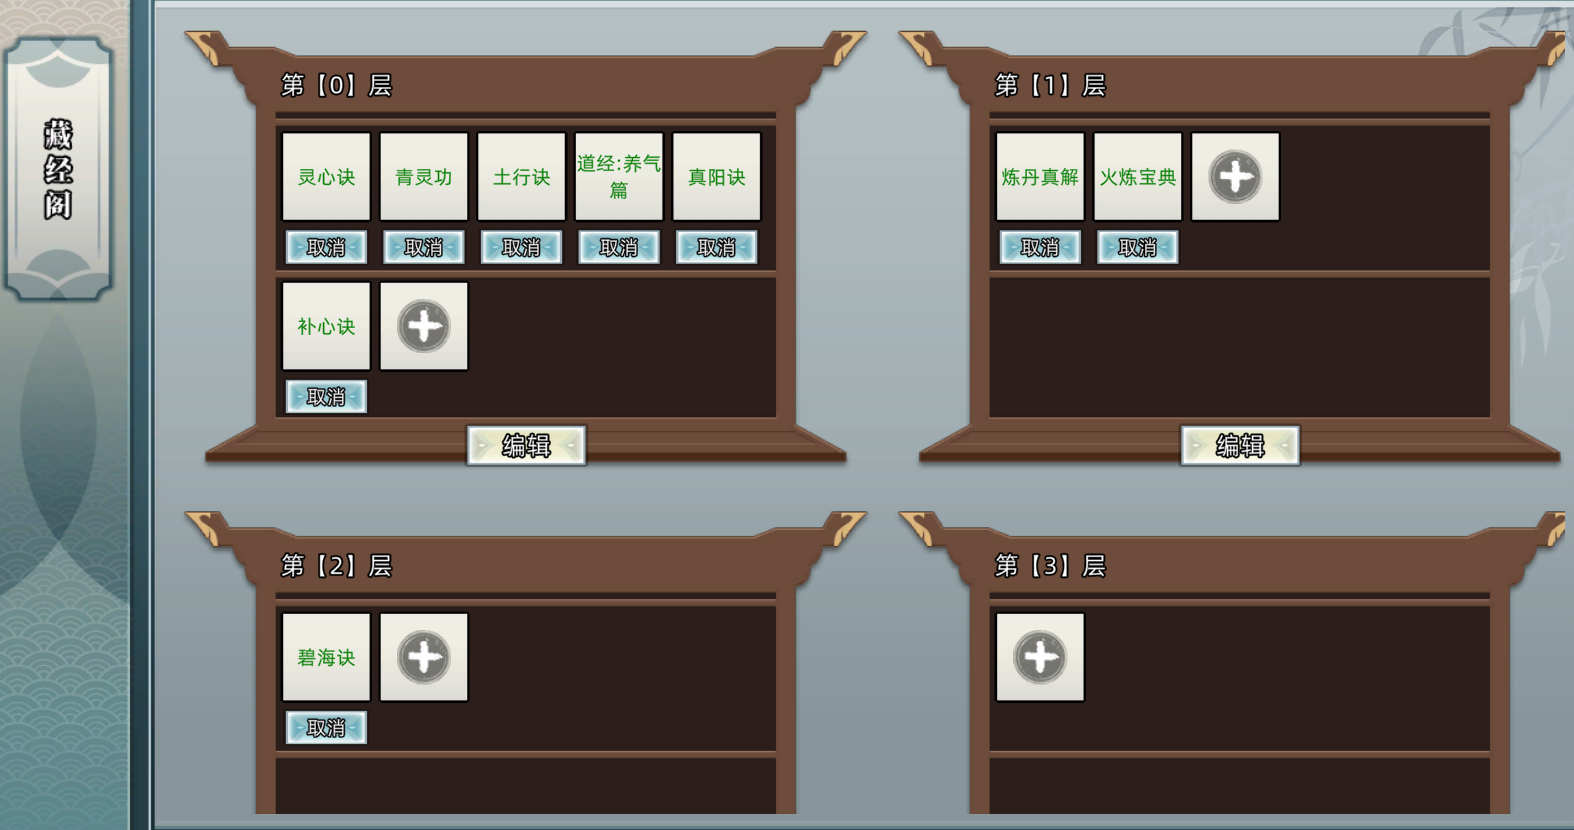 藏经阁
第【0】层
灵心诀
青灵功
土行诀
道经:养气
篇
真阳诀
取消
取消
取消
取消
取消
补心诀
取消
编辑
第【1】层
炼丹真解
火炼宝典
取消
取消
编辑
第【2】层
碧海诀
取消
第【3】层